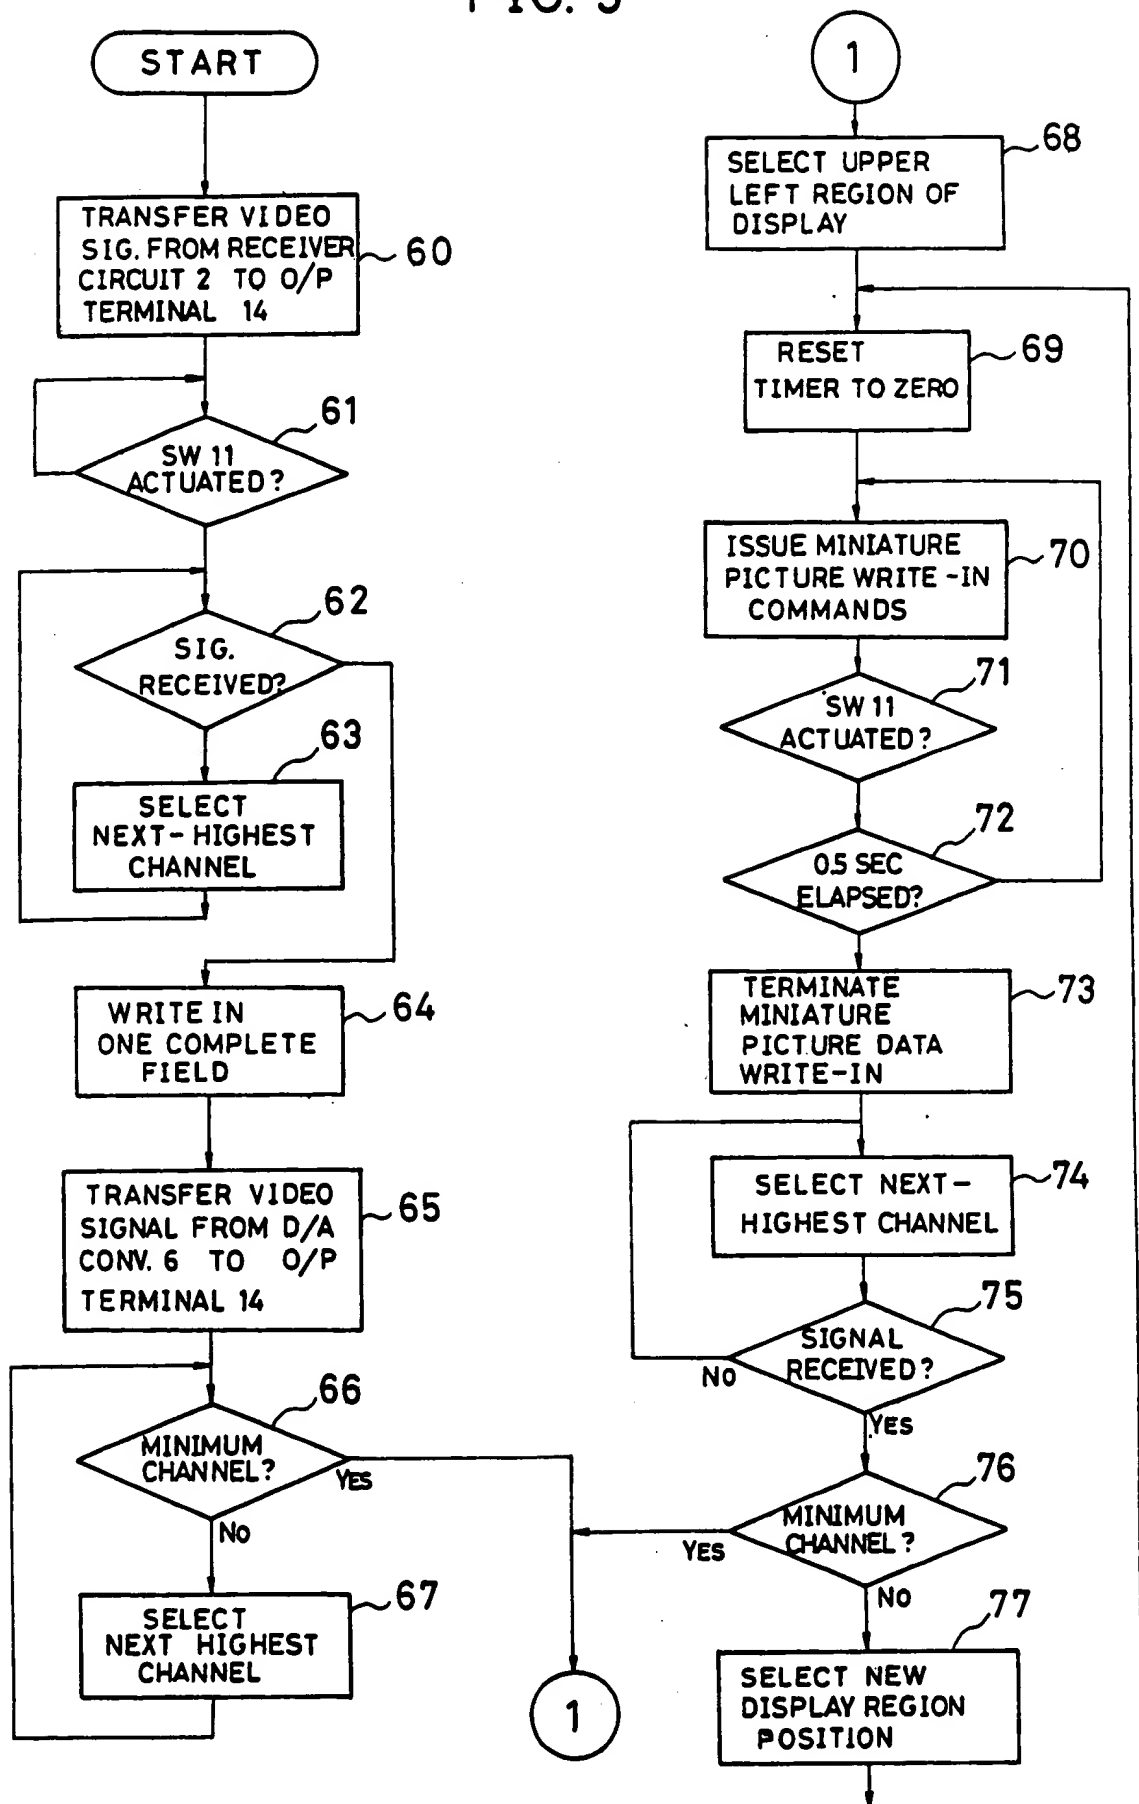 FIG. 5
START
TRANSFER VIDEO
SIG. FROM RECEIVER
CIRCUIT 2 TO O/P
TERMINAL 14
60
SW 11
ACTUATED?
61
SIG.
RECEIVED?
62
SELECT
NEXT-HIGHEST
CHANNEL
63
WRITE IN
ONE COMPLETE
FIELD
64
TRANSFER VIDEO
SIGNAL FROM D/A
CONV. 6 TO O/P
TERMINAL 14
65
MINIMUM
CHANNEL?
66
YES
NO
SELECT
NEXT HIGHEST
CHANNEL
67
1
1
SELECT UPPER
LEFT REGION OF
DISPLAY
68
RESET
TIMER TO ZERO
69
ISSUE MINIATURE
PICTURE WRITE-IN
COMMANDS
70
SW 11
ACTUATED?
71
0.5 SEC
ELAPSED?
72
TERMINATE
MINIATURE
PICTURE DATA
WRITE-IN
73
SELECT NEXT-
HIGHEST CHANNEL
74
SIGNAL
RECEIVED?
75
NO
YES
MINIMUM
CHANNEL?
76
YES
NO
SELECT NEW
DISPLAY REGION
POSITION
77